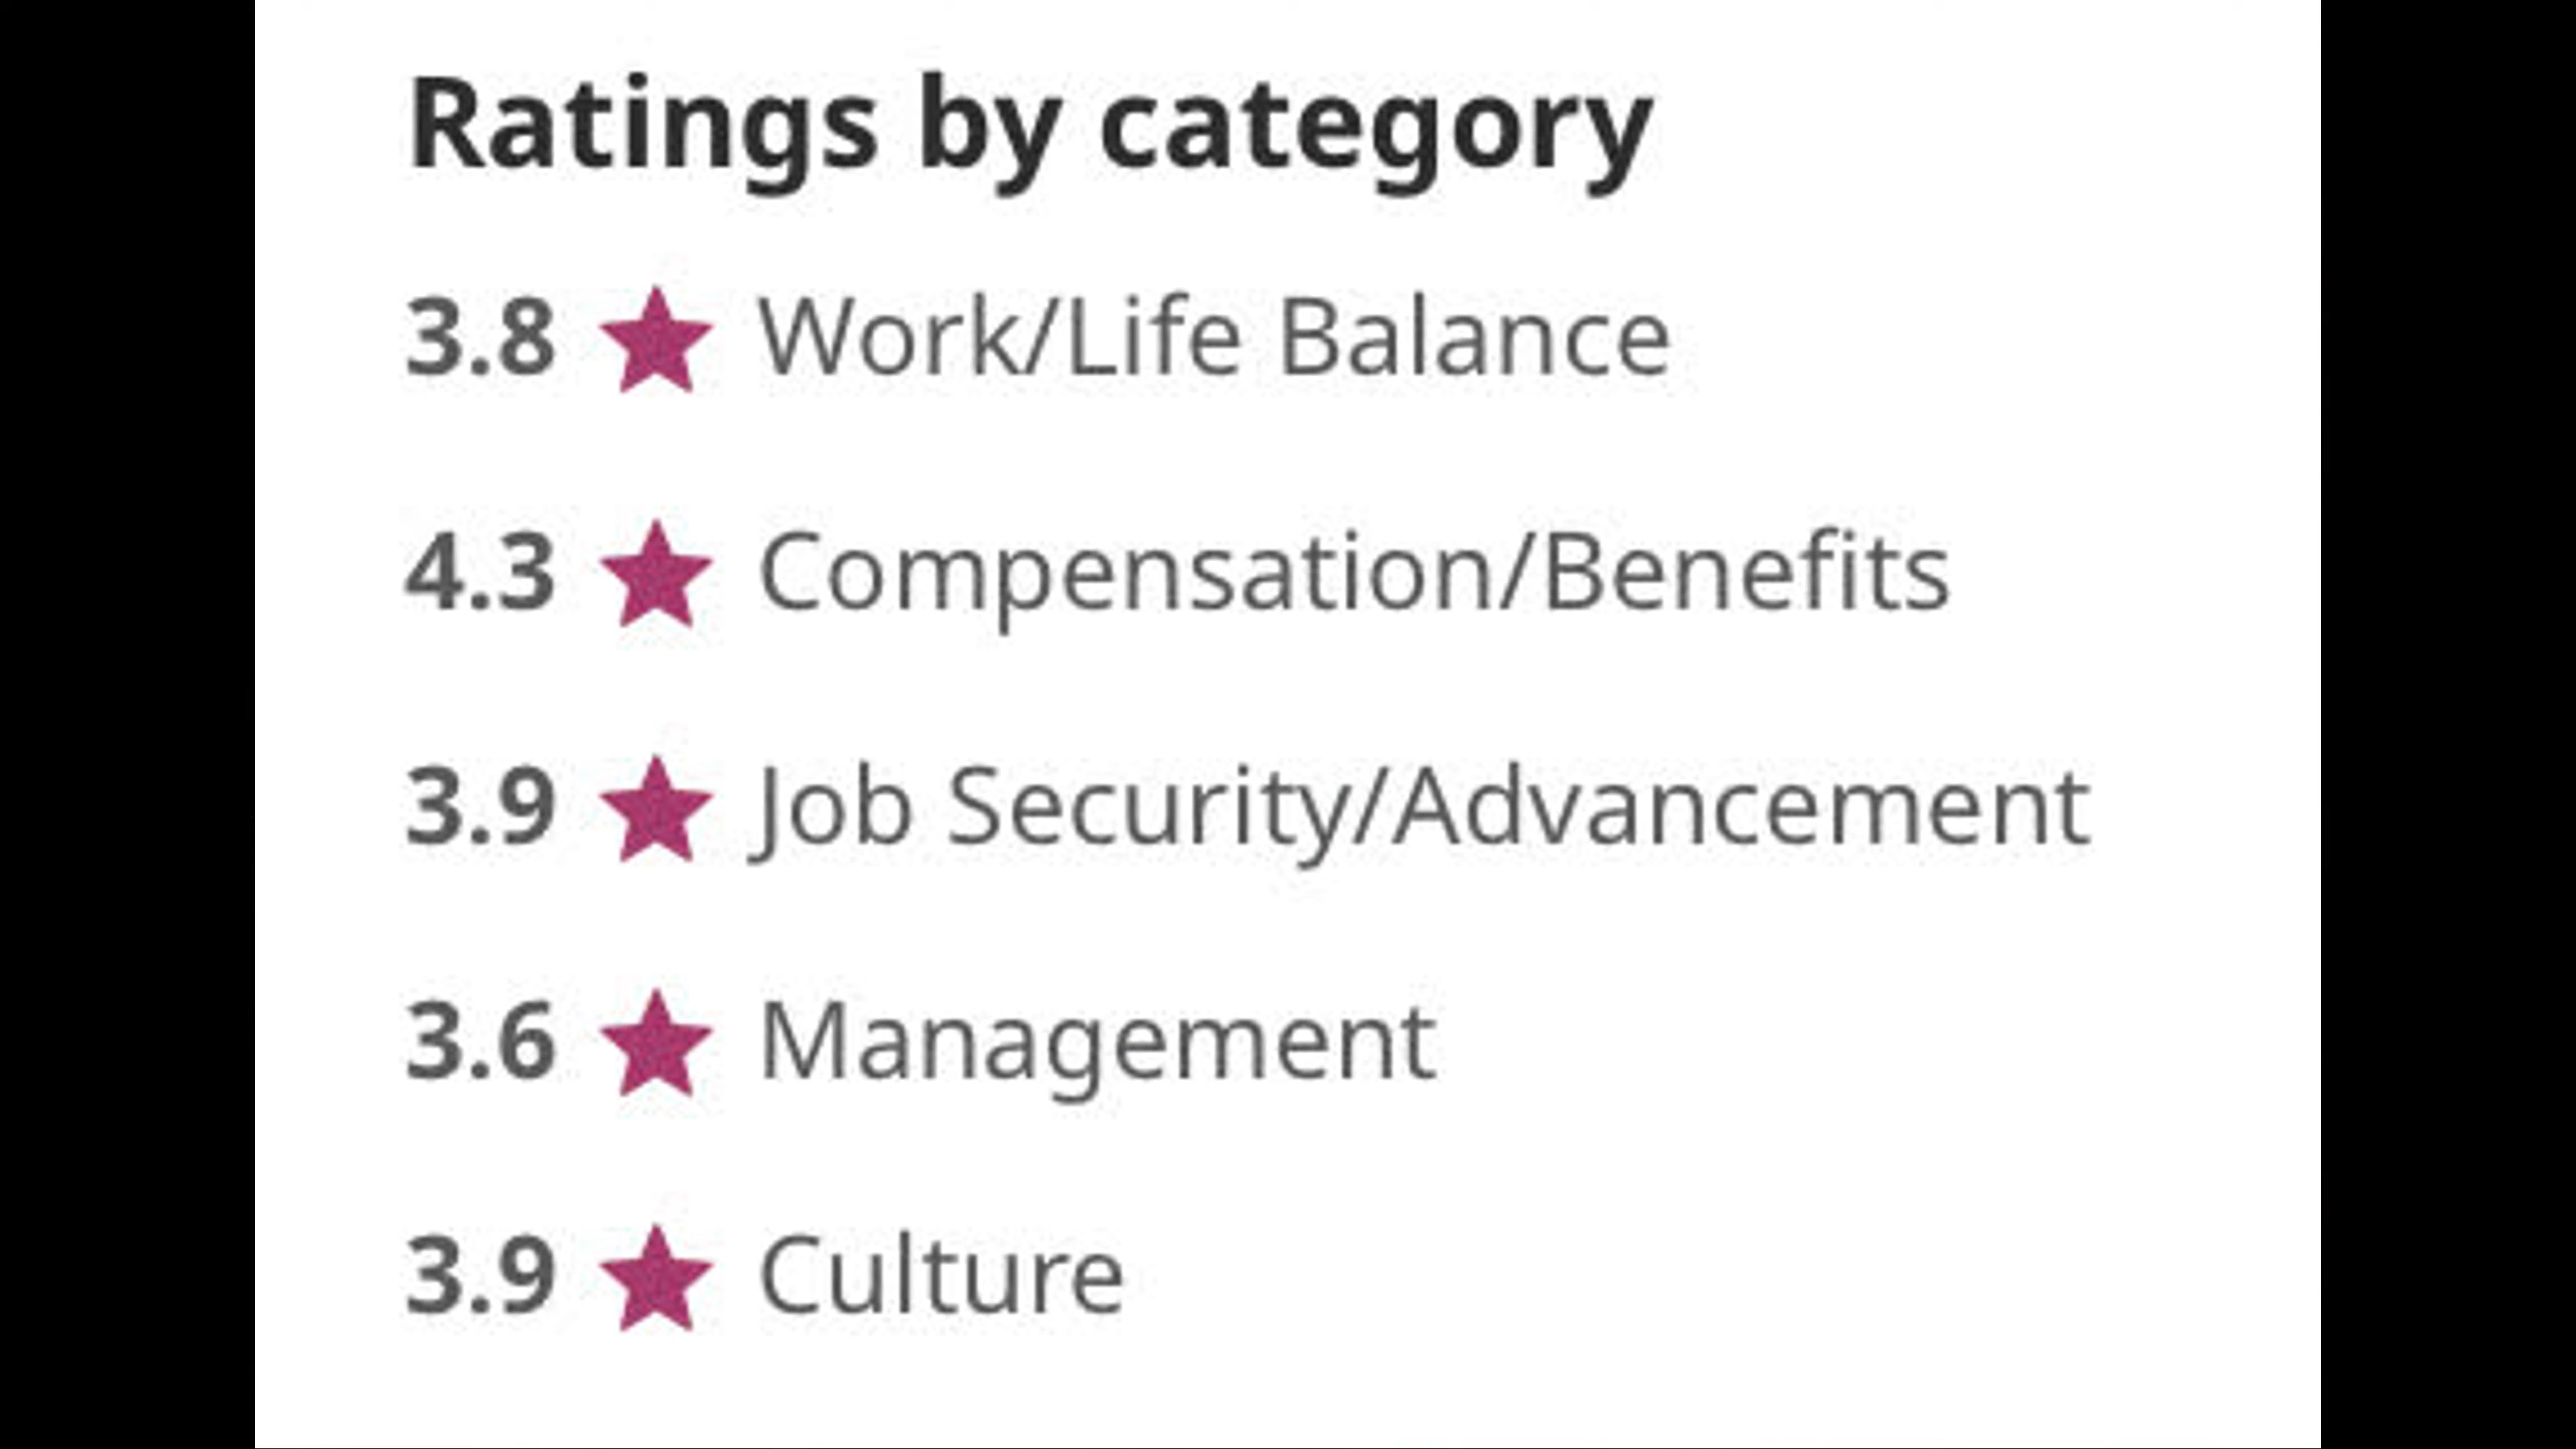 Ratings by category
3.8 ★ Work/Life Balance
4.3 ★ Compensation/Benefits
3.9 ★ Job Security/Advancement
3.6 ★ Management
3.9 ★ Culture